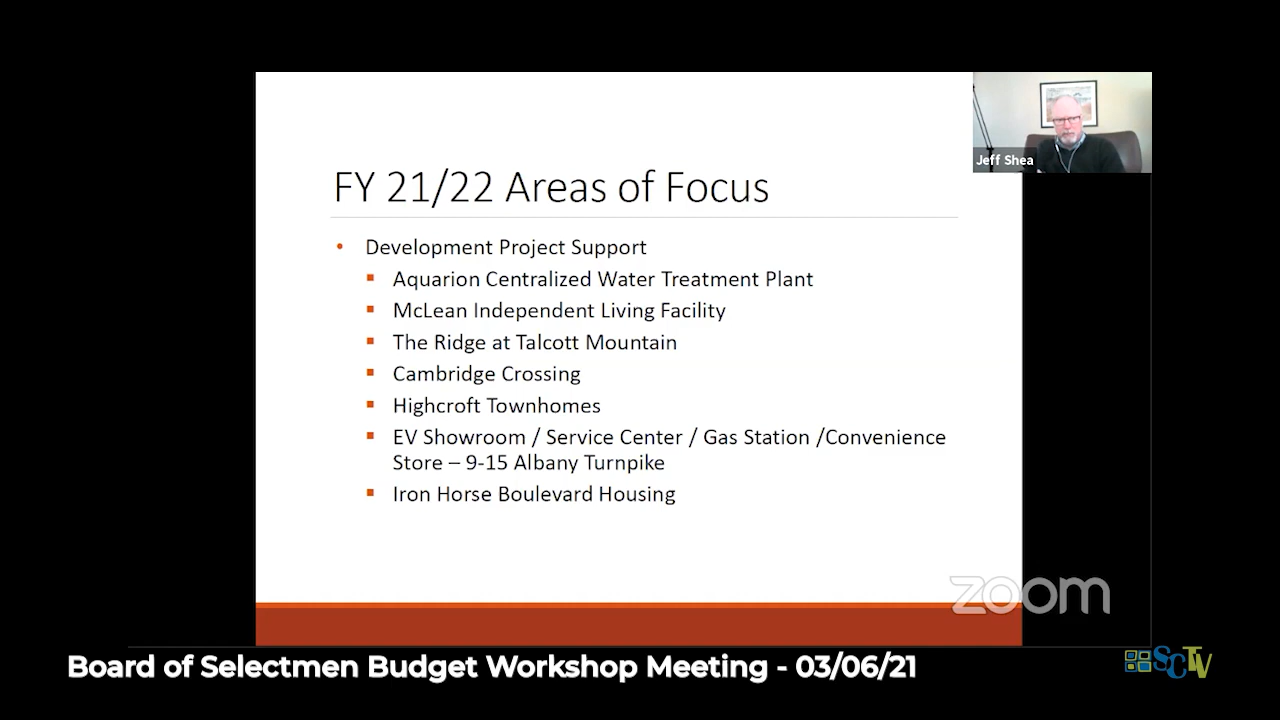 Jeff Shea
FY 21/22 Areas of Focus
• Development Project Support
▪ Aquarion Centralized Water Treatment Plant
▪ McLean Independent Living Facility
▪ The Ridge at Talcott Mountain
▪ Cambridge Crossing
▪ Highcroft Townhomes
▪ EV Showroom / Service Center / Gas Station /Convenience
Store – 9-15 Albany Turnpike
▪ Iron Horse Boulevard Housing
zoom
Board of Selectmen Budget Workshop Meeting - 03/06/21
SCTV